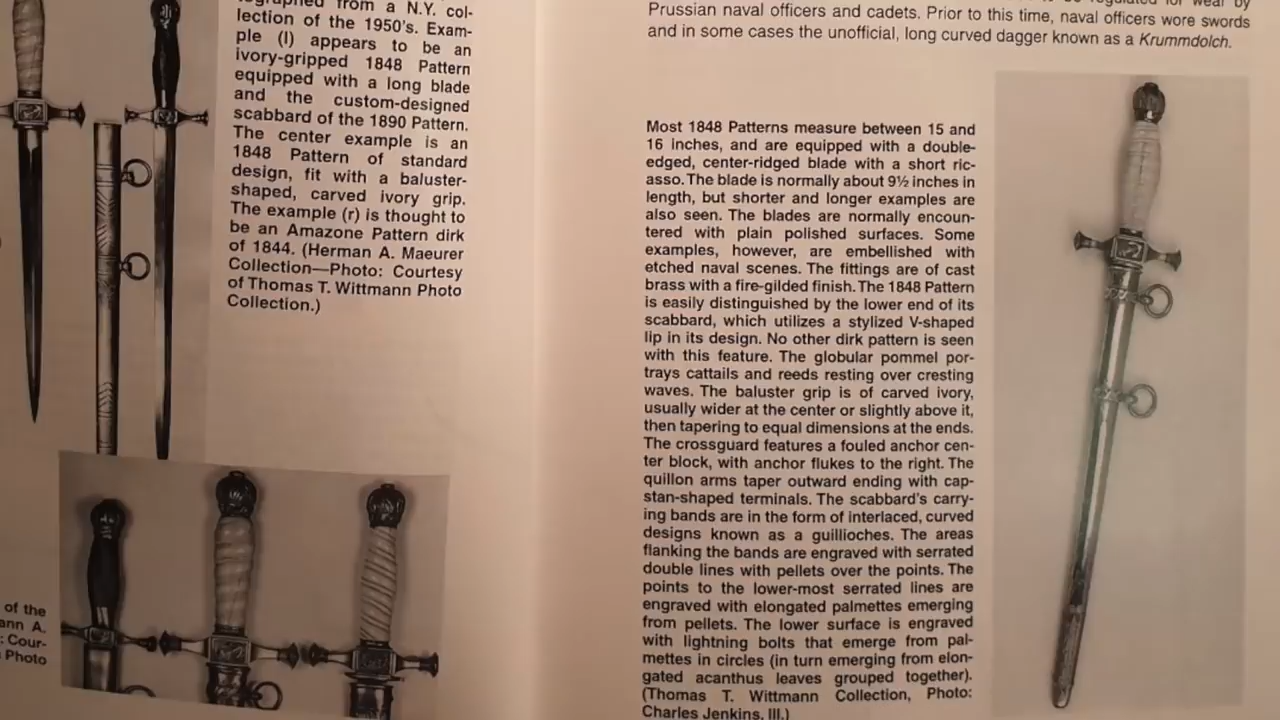 tographed from a N.Y. col-
lection of the 1950's. Exam-
ple (l) appears to be an
ivory-gripped 1848 Pattern
equipped with a long blade
and the custom-designed
scabbard of the 1890 Pattern.
The center example is an
1848 Pattern of standard
design, fit with a baluster-
shaped, carved ivory grip.
The example (r) is thought to
be an Amazone Pattern dirk
of 1844. (Herman A. Maeurer
Collection—Photo: Courtesy
of Thomas T. Wittmann Photo
Collection.)
of the
ann A.
: Cour-
Photo
regulated for wear by
Prussian naval officers and cadets. Prior to this time, naval officers wore swords
and in some cases the unofficial, long curved dagger known as a Krummdolch.
Most 1848 Patterns measure between 15 and
16 inches, and are equipped with a double-
edged, center-ridged blade with a short ric-
asso. The blade is normally about 9½ inches in
length, but shorter and longer examples are
also seen. The blades are normally encoun-
tered with plain polished surfaces. Some
examples, however, are embellished with
etched naval scenes. The fittings are of cast
brass with a fire-gilded finish. The 1848 Pattern
is easily distinguished by the lower end of its
scabbard, which utilizes a stylized V-shaped
lip in its design. No other dirk pattern is seen
with this feature. The globular pommel por-
trays cattails and reeds resting over cresting
waves. The baluster grip is of carved ivory,
usually wider at the center or slightly above it,
then tapering to equal dimensions at the ends.
The crossguard features a fouled anchor cen-
ter block, with anchor flukes to the right. The
quillon arms taper outward ending with cap-
stan-shaped terminals. The scabbard's carry-
ing bands are in the form of interlaced, curved
designs known as a guillioches. The areas
flanking the bands are engraved with serrated
double lines with pellets over the points. The
points to the lower-most serrated lines are
engraved with elongated palmettes emerging
from pellets. The lower surface is engraved
with lightning bolts that emerge from pal-
mettes in circles (in turn emerging from elon-
gated acanthus leaves grouped together).
(Thomas T. Wittmann Collection, Photo:
Charles Jenkins, III.)